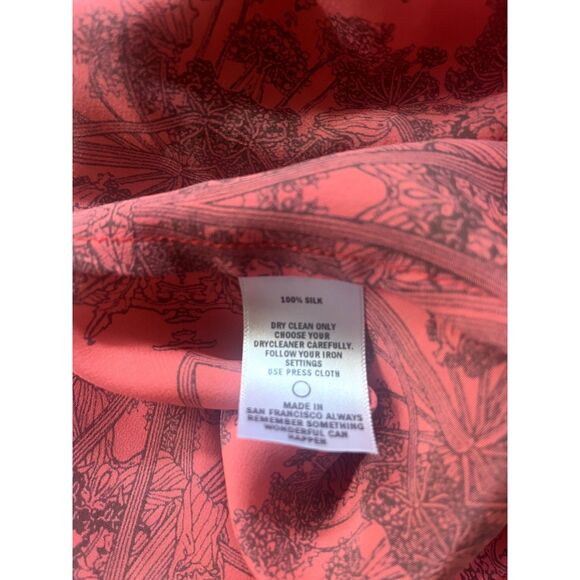 100% SILK
DRY CLEAN ONLY
CHOOSE YOUR
DRYCLEANER CAREFULLY.
FOLLOW YOUR IRON
SETTINGS
USE PRESS CLOTH
MADE IN
SAN FRANCISCO ALWAYS
REMEMBER SOMETHING
WONDERFUL CAN
HAPPEN